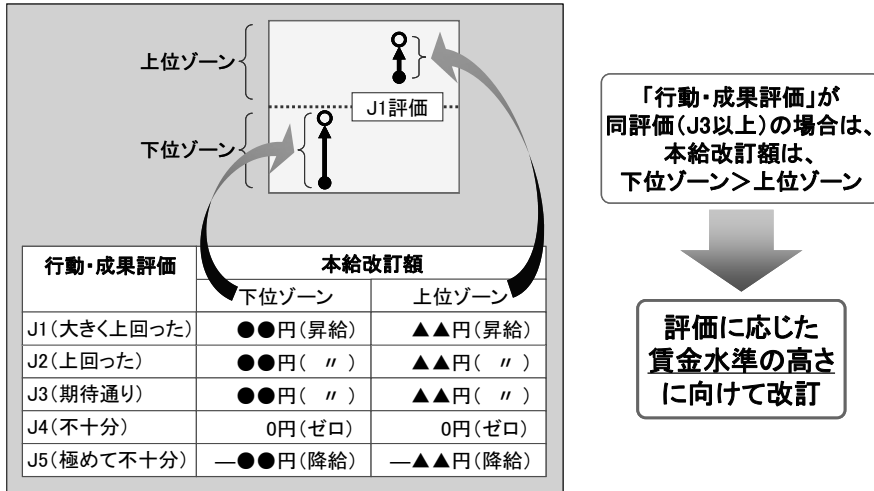 上位ゾーン
J1評価
下位ゾーン
行動・成果評価 本給改訂額
下位ゾーン 上位ゾーン
J1(大きく上回った) ●●円(昇給) ▲▲円(昇給)
J2(上回った) ●●円( 〃 ) ▲▲円( 〃 )
J3(期待通り) ●●円( 〃 ) ▲▲円( 〃 )
J4(不十分) 0円(ゼロ) 0円(ゼロ)
J5(極めて不十分) ―●●円(降給) ―▲▲円(降給)
「行動・成果評価」が
同評価(J3以上)の場合は、
本給改訂額は、
下位ゾーン>上位ゾーン
評価に応じた
賃金水準の高さ
に向けて改訂